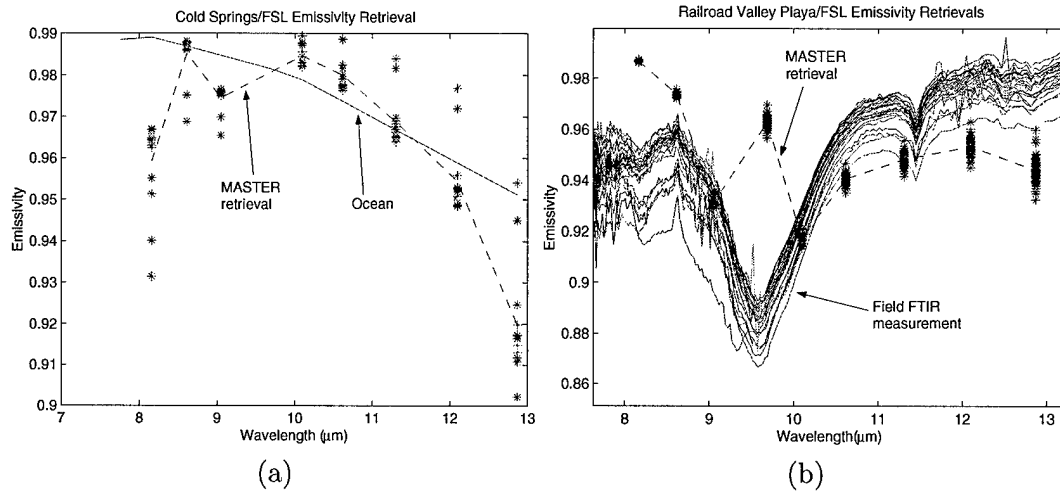 Cold Springs/FSL Emissivity Retrieval
0.99
0.98
0.97
0.96
0.95
0.94
0.93
0.92
0.91
0.9
Emissivity
MASTER
retrieval
Ocean
7
8
9
10
11
12
13
Wavelength (μm)
(a)
Railroad Valley Playa/FSL Emissivity Retrievals
0.98
0.96
0.94
0.92
0.9
0.88
0.86
Emissivity
MASTER
retrieval
Field FTIR
measurement
8
9
10
11
12
13
Wavelength(μm)
(b)